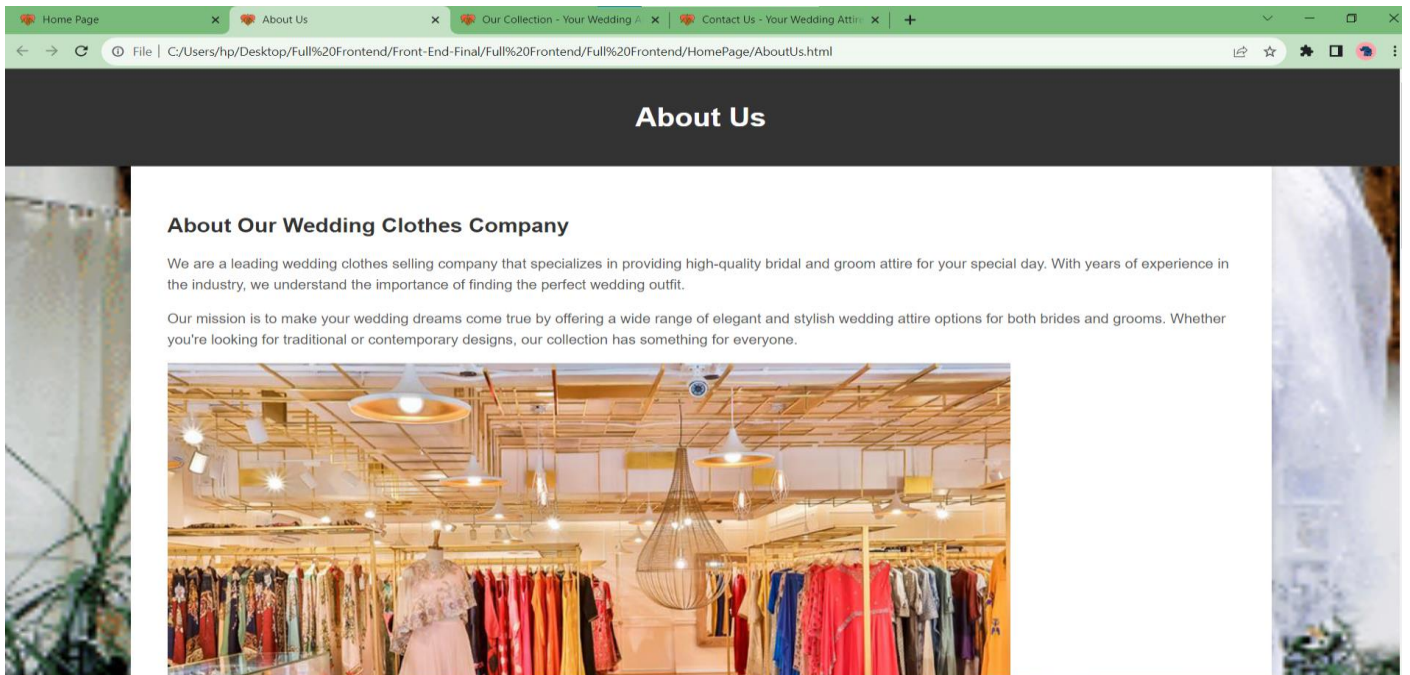 Home Page
About Us
Our Collection - Your Wedding A
Contact Us - Your Wedding Attir
File | C:/Users/hp/Desktop/Full%20Frontend/Front-End-Final/Full%20Frontend/Full%20Frontend/HomePage/AboutUs.html
About Us
About Our Wedding Clothes Company
We are a leading wedding clothes selling company that specializes in providing high-quality bridal and groom attire for your special day. With years of experience in
the industry, we understand the importance of finding the perfect wedding outfit.
Our mission is to make your wedding dreams come true by offering a wide range of elegant and stylish wedding attire options for both brides and grooms. Whether
you're looking for traditional or contemporary designs, our collection has something for everyone.